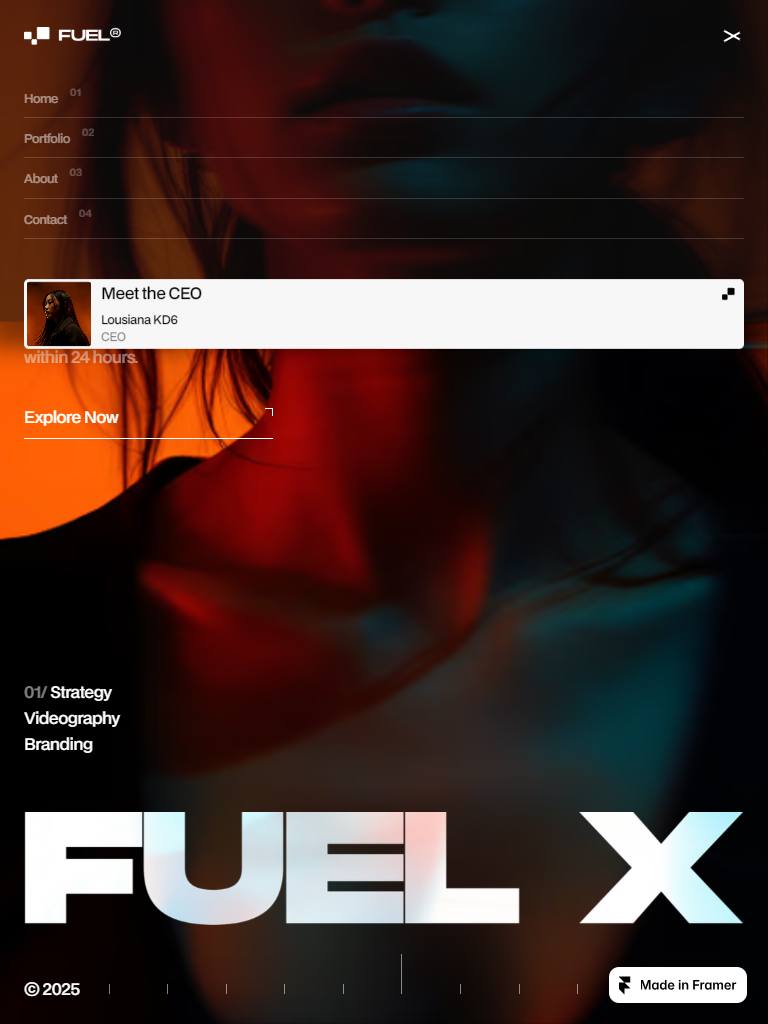 FUEL®
Home 01
Portfolio 02
About 03
Contact 04
Meet the CEO
Lousiana KD6
CEO
within 24 hours.
Explore Now
01/ Strategy
Videography
Branding
FUEL X
© 2025
Made in Framer